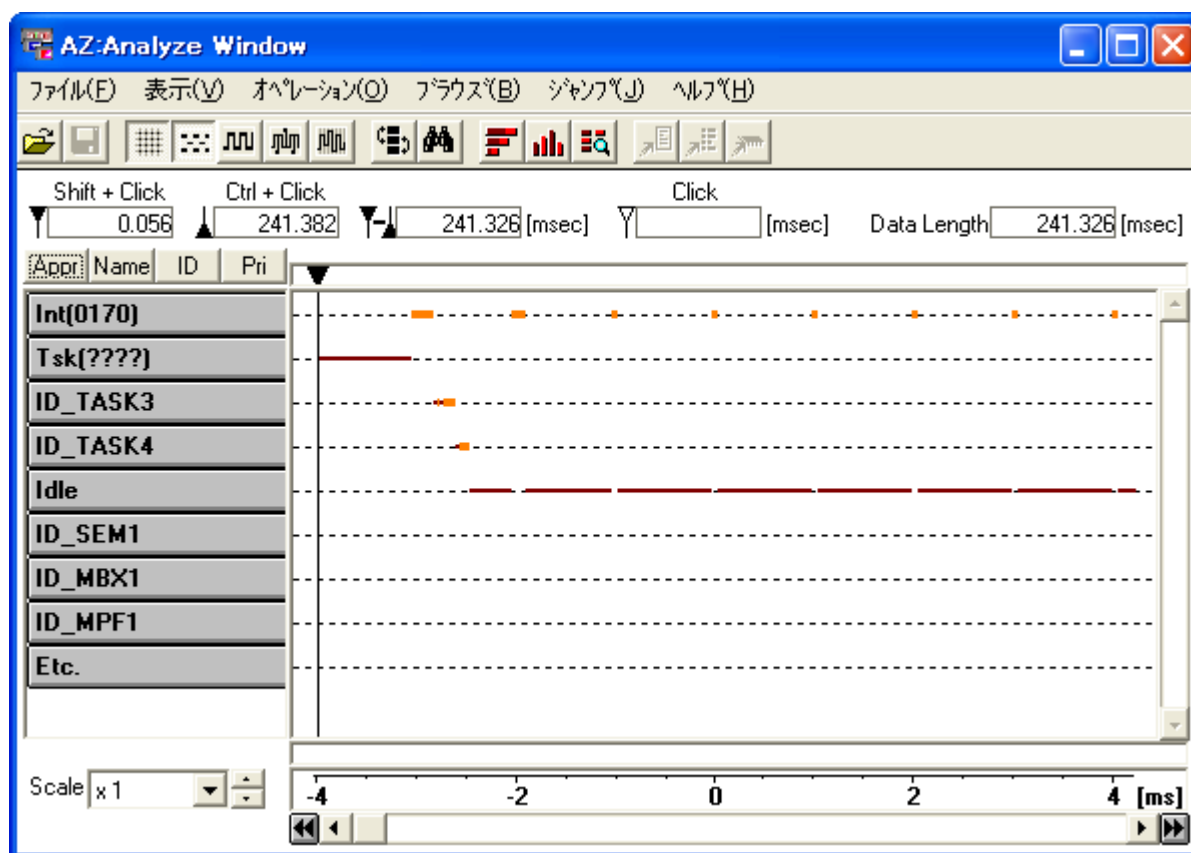 AZ:Analyze Window
ファイル(F) 表示(V) オペレーション(O) ブラウズ(B) ジャンプ(J) ヘルプ(H)
Shift + Click Ctrl + Click Click
0.056 241.382 241.326 [msec] [msec] Data Length 241.326 [msec]
Appr Name ID Pri
Int(0170)
Tsk(????)
ID_TASK3
ID_TASK4
Idle
ID_SEM1
ID_MBX1
ID_MPF1
Etc.
Scale x 1
-4 -2 0 2 4 [ms]